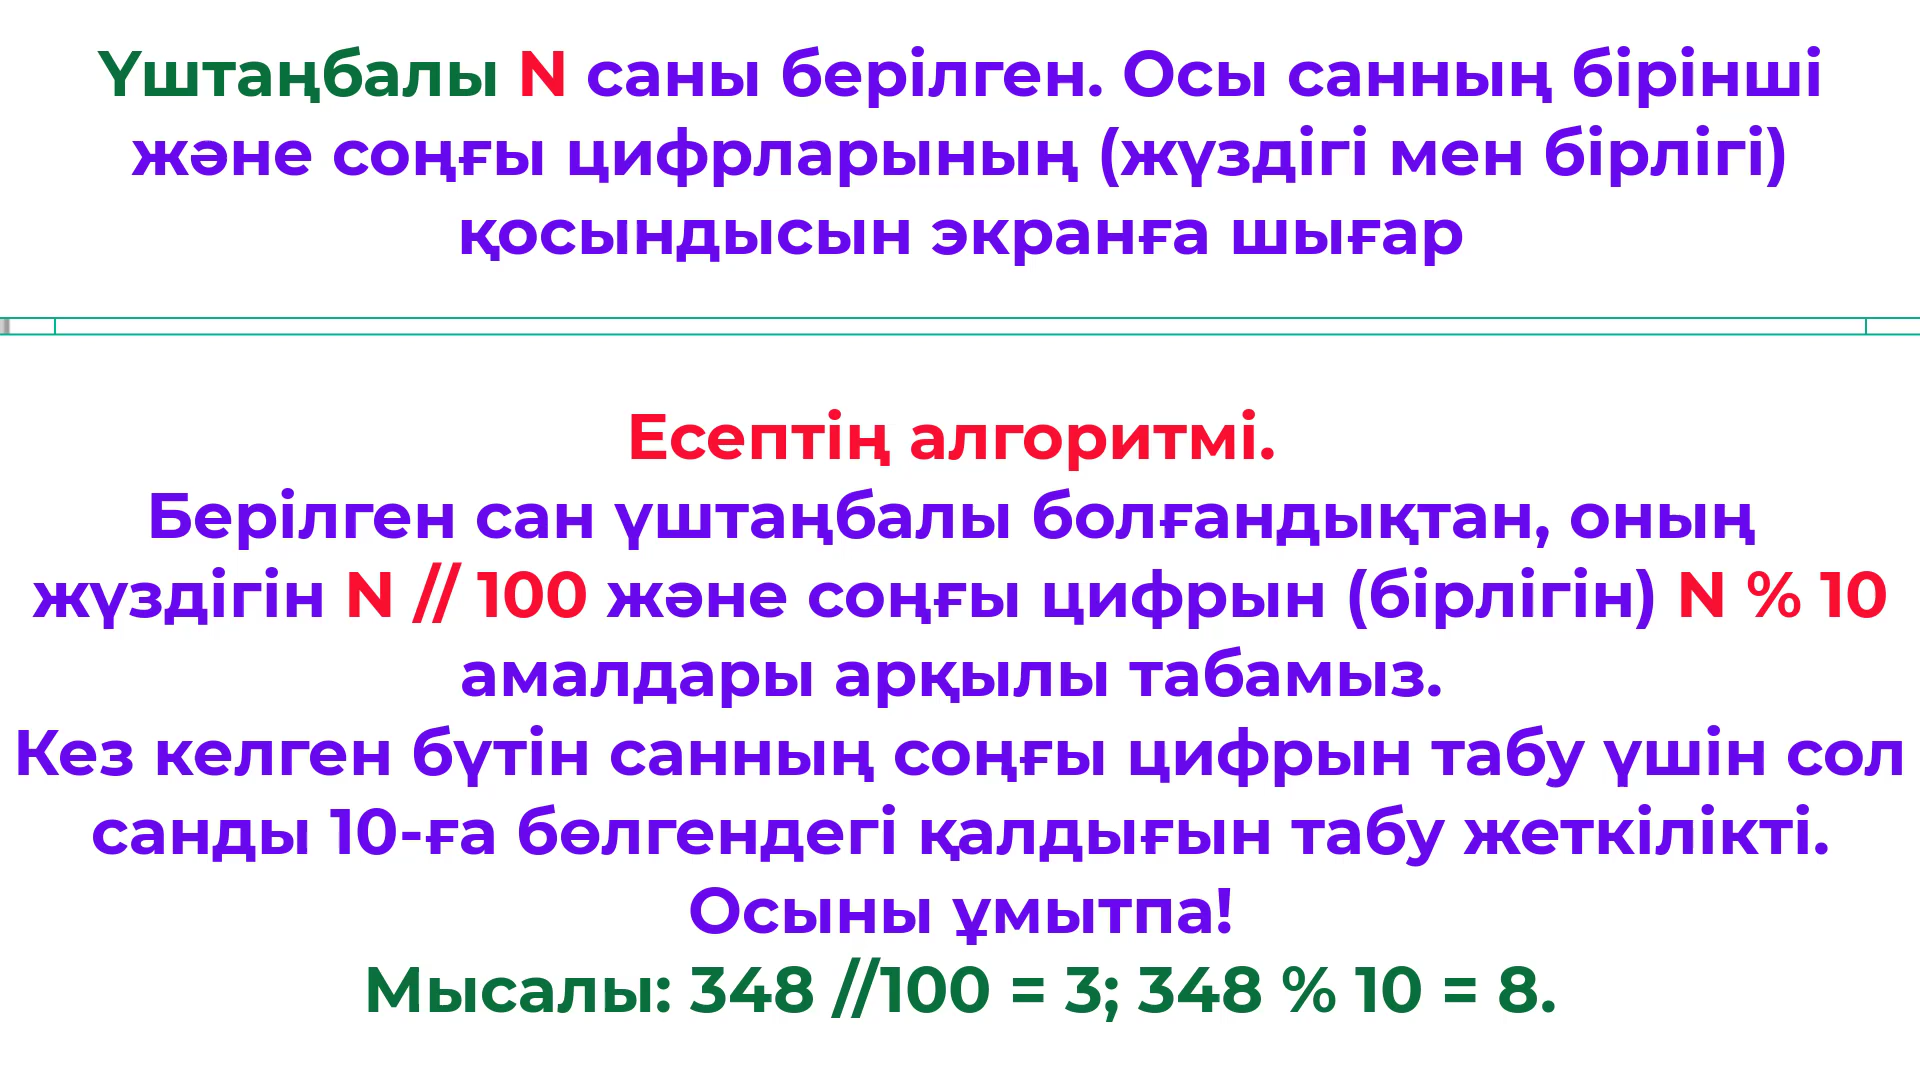 Үштаңбалы N саны берілген. Осы санның бірінші
және соңғы цифрларының (жүздігі мен бірлігі)
қосындысын экранға шығар
Есептің алгоритмі.
Берілген сан үштаңбалы болғандықтан, оның
жүздігін N // 100 және соңғы цифрын (бірлігін) N % 10
амалдары арқылы табамыз.
Кез келген бүтін санның соңғы цифрын табу үшін сол
санды 10-ға бөлгендегі қалдығын табу жеткілікті.
Осыны ұмытпа!
Мысалы: 348 //100 = 3; 348 % 10 = 8.